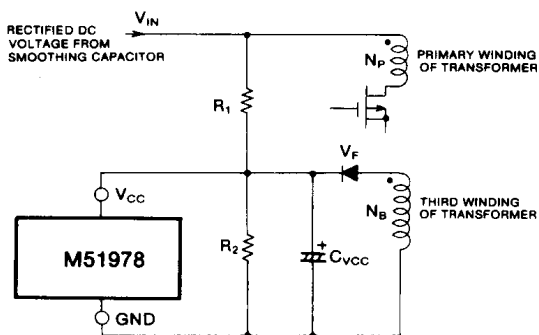 RECTIFIED DC
VOLTAGE FROM
SMOOTHING CAPACITOR
VIN
NP
PRIMARY WINDING
OF TRANSFORMER
R1
VF
VCC
NB
THIRD WINDING
OF TRANSFORMER
M51978
R2
+
CVCC
GND